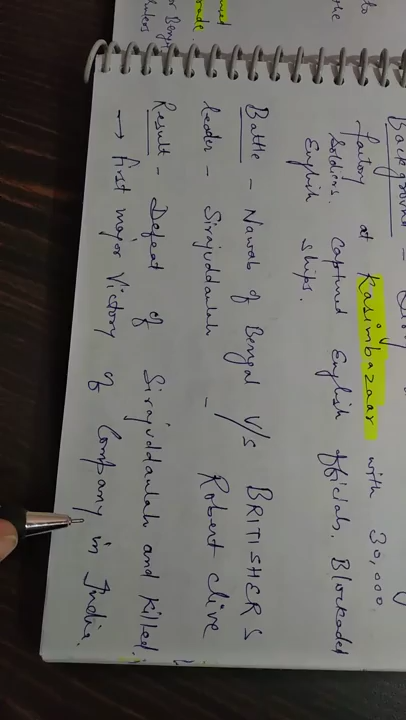 Background -
factory at Kasimbazaar with 30,000
Soldiers. Captured English officials. Blockaded
English Ships.
Battle - Nawab of Bengal V/s BRITISHERS
leader - Sirajuddaulah - Robert clive
Result - Defeat of Sirajuddaulah and killed.
→ first major Victory of Company in India.